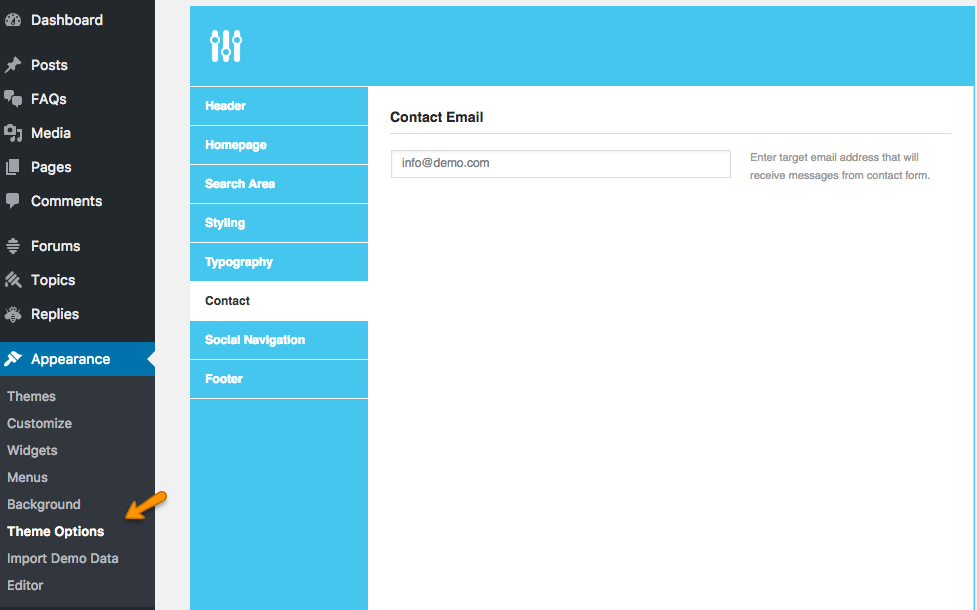 Dashboard
Posts
FAQs
Media
Pages
Comments
Forums
Topics
Replies
Appearance
Themes
Customize
Widgets
Menus
Background
Theme Options
Import Demo Data
Editor
Header
Homepage
Search Area
Styling
Typography
Contact
Social Navigation
Footer
Contact Email
info@demo.com
Enter target email address that will
receive messages from contact form.